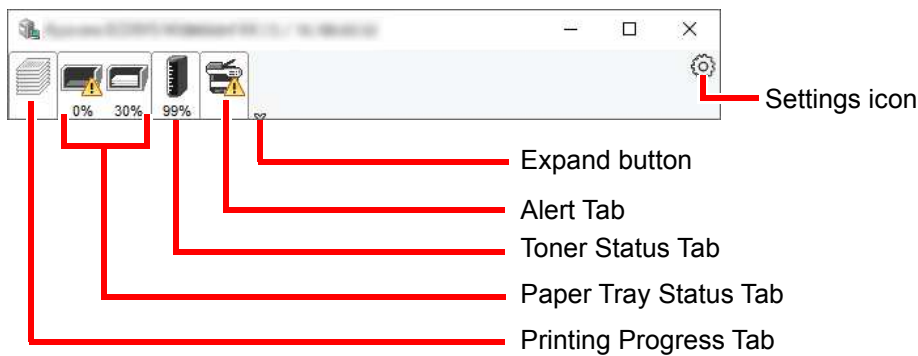 0% 30% 99%
Settings icon
Expand button
Alert Tab
Toner Status Tab
Paper Tray Status Tab
Printing Progress Tab